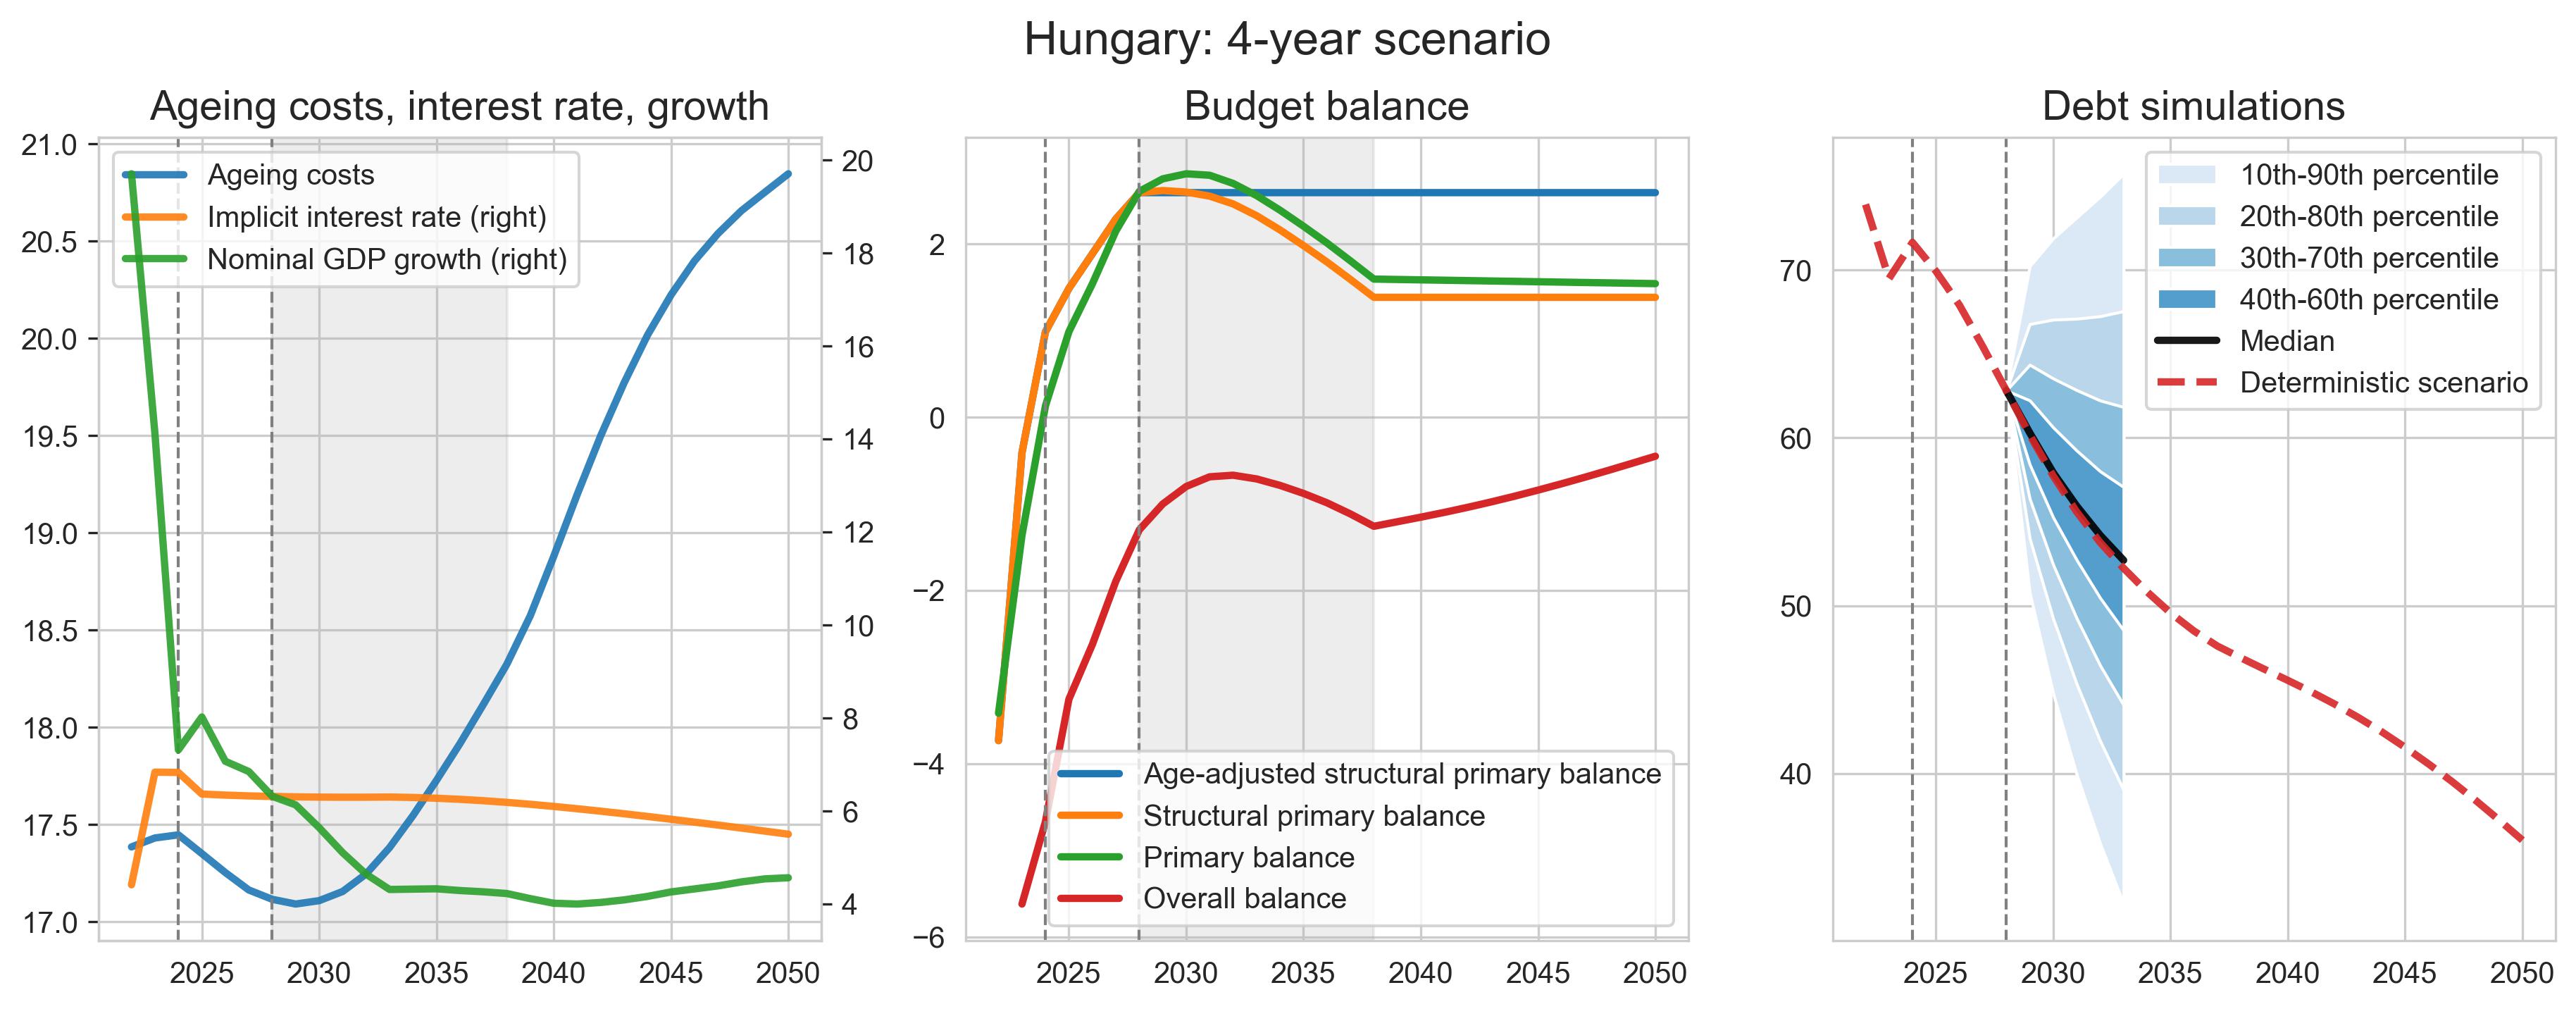 Hungary: 4-year scenario
Ageing costs, interest rate, growth
21.0
20.5
20.0
19.5
19.0
18.5
18.0
17.5
17.0
20
18
16
14
12
10
8
6
4
Ageing costs
Implicit interest rate (right)
Nominal GDP growth (right)
2025 2030 2035 2040 2045 2050
Budget balance
2
0
−2
−4
−6
Age-adjusted structural primary balance
Structural primary balance
Primary balance
Overall balance
2025 2030 2035 2040 2045 2050
Debt simulations
70
60
50
40
10th-90th percentile
20th-80th percentile
30th-70th percentile
40th-60th percentile
Median
Deterministic scenario
2025 2030 2035 2040 2045 2050